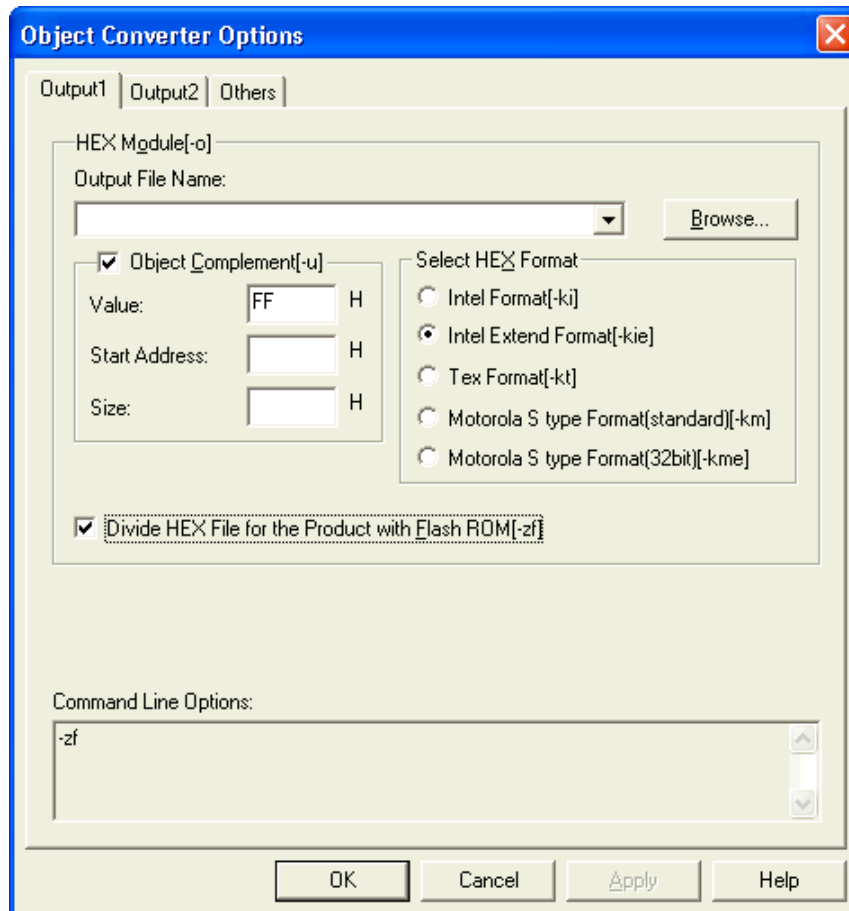 Object Converter Options
Output1 Output2 Others
HEX Module[-o]
Output File Name:
Browse...
Object Complement[-u]
Value: FF H
Start Address: H
Size: H
Select HEX Format
Intel Format[-ki]
Intel Extend Format[-kie]
Tex Format[-kt]
Motorola S type Format(standard)[-km]
Motorola S type Format(32bit)[-kme]
Divide HEX File for the Product with Flash ROM[-zf]
Command Line Options:
-zf
OK Cancel Apply Help